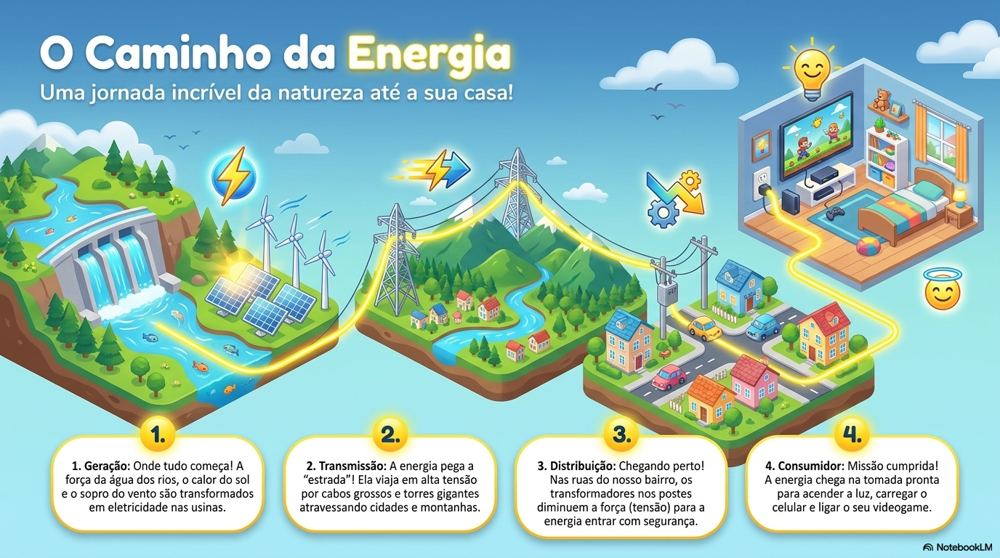 O Caminho da Energia
Uma jornada incrível da natureza até a sua casa!
1.
1. Geração: Onde tudo começa! A
força da água dos rios, o calor do sol
e o sopro do vento são transformados
em eletricidade nas usinas.
2.
2. Transmissão: A energia pega a
“estrada”! Ela viaja em alta tensão
por cabos grossos e torres gigantes
atravessando cidades e montanhas.
3.
3. Distribuição: Chegando perto!
Nas ruas do nosso bairro, os
transformadores nos postes
diminuem a força (tensão) para a
energia entrar com segurança.
4.
4. Consumidor: Missão cumprida!
A energia chega na tomada pronta
para acender a luz, carregar o
celular e ligar o seu videogame.
NotebookLM